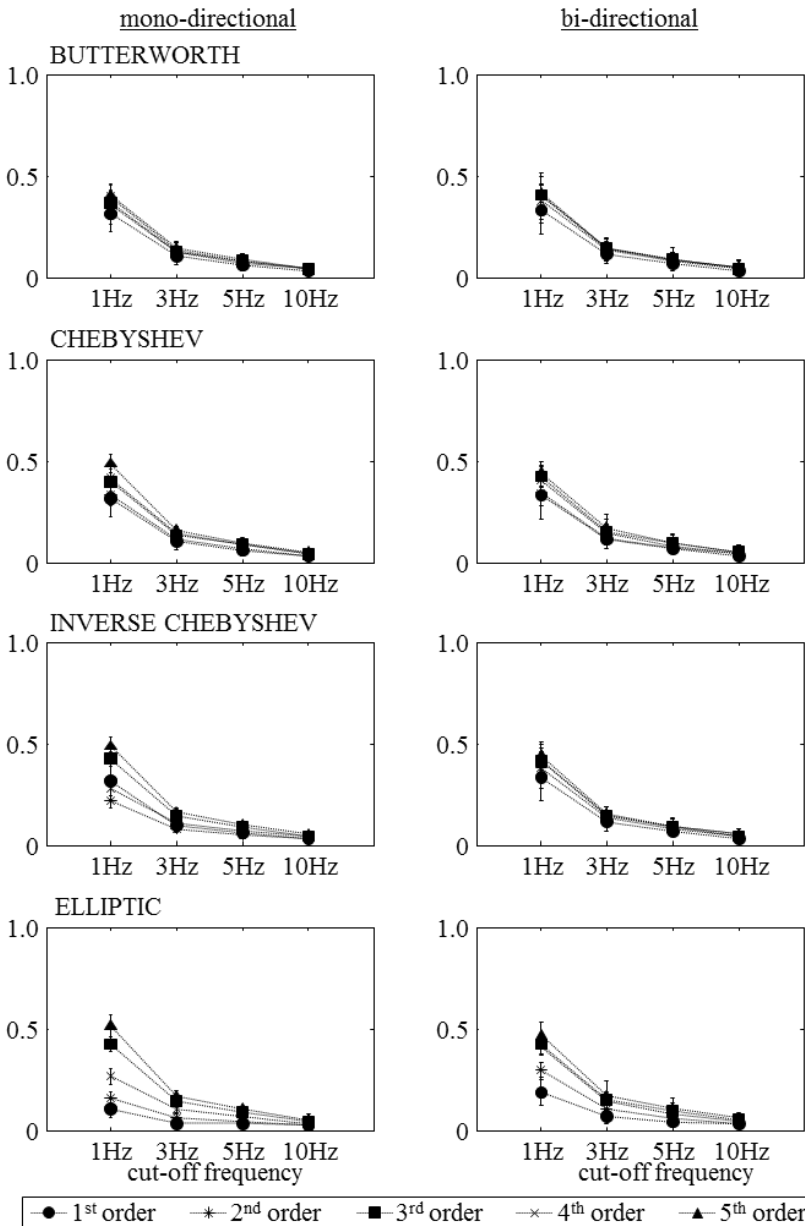 mono-directional bi-directional
BUTTERWORTH
1.0 1.0
0.5 0.5
0 0
1Hz 3Hz 5Hz 10Hz 1Hz 3Hz 5Hz 10Hz
CHEBYSHEV
1.0 1.0
0.5 0.5
0 0
1Hz 3Hz 5Hz 10Hz 1Hz 3Hz 5Hz 10Hz
INVERSE CHEBYSHEV
1.0 1.0
0.5 0.5
0 0
1Hz 3Hz 5Hz 10Hz 1Hz 3Hz 5Hz 10Hz
ELLIPTIC
1.0 1.0
0.5 0.5
0 0
1Hz 3Hz 5Hz 10Hz 1Hz 3Hz 5Hz 10Hz
cut-off frequency cut-off frequency
1st order 2nd order 3rd order 4th order 5th order